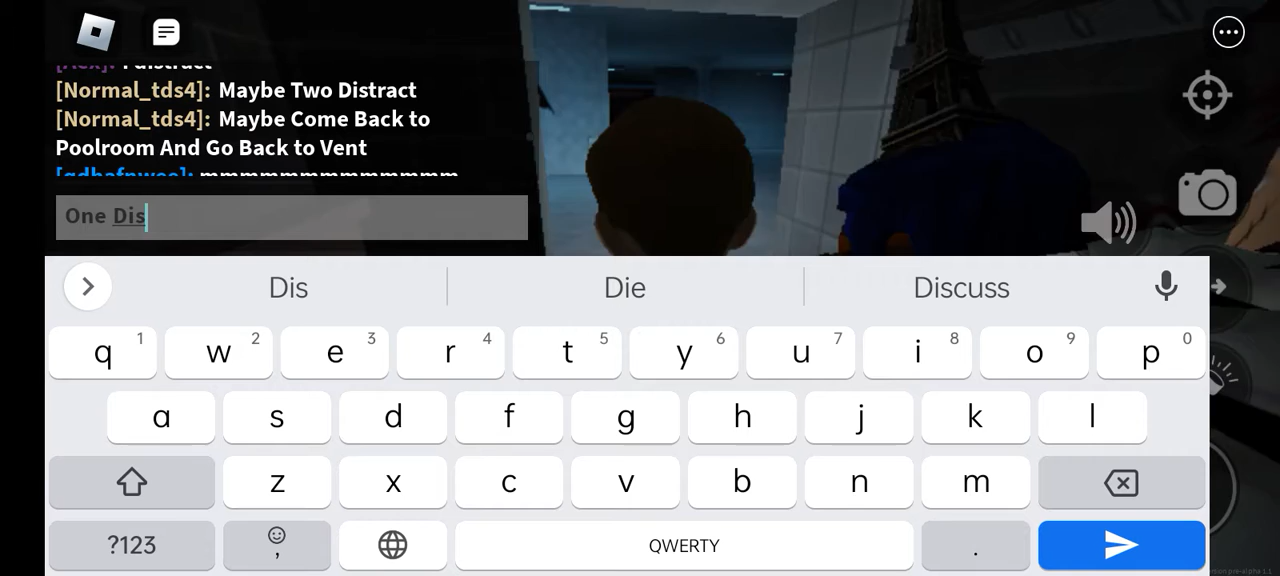 [Normal_tds4]: Maybe Two Distract
[Normal_tds4]: Maybe Come Back to
Poolroom And Go Back to Vent
One Dis
Dis Die Discuss
q 1 w 2 e 3 r 4 t 5 y 6 u 7 i 8 o 9 p 0
a s d f g h j k l
z x c v b n m
?123 , QWERTY .